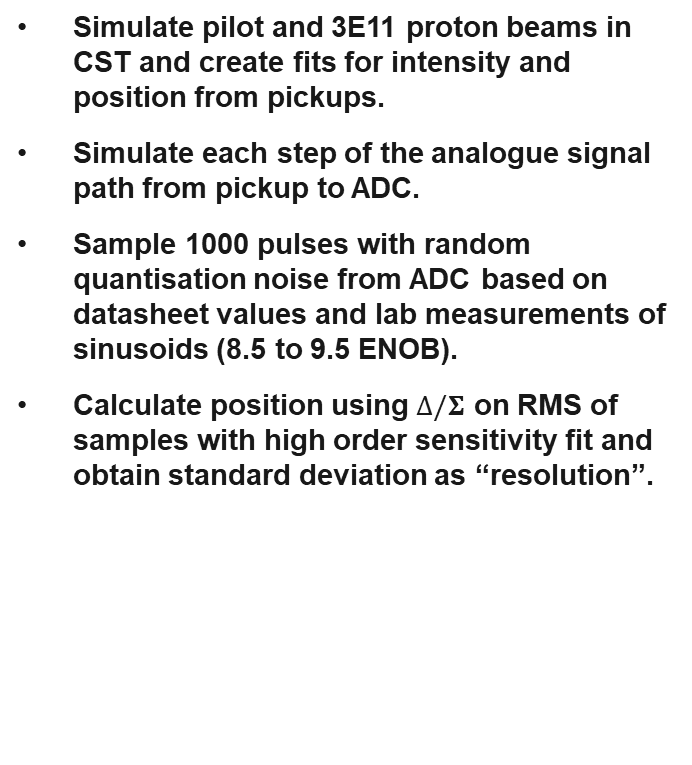 • Simulate pilot and 3E11 proton beams in
CST and create fits for intensity and
position from pickups.
• Simulate each step of the analogue signal
path from pickup to ADC.
• Sample 1000 pulses with random
quantisation noise from ADC based on
datasheet values and lab measurements of
sinusoids (8.5 to 9.5 ENOB).
• Calculate position using Δ/Σ on RMS of
samples with high order sensitivity fit and
obtain standard deviation as “resolution”.